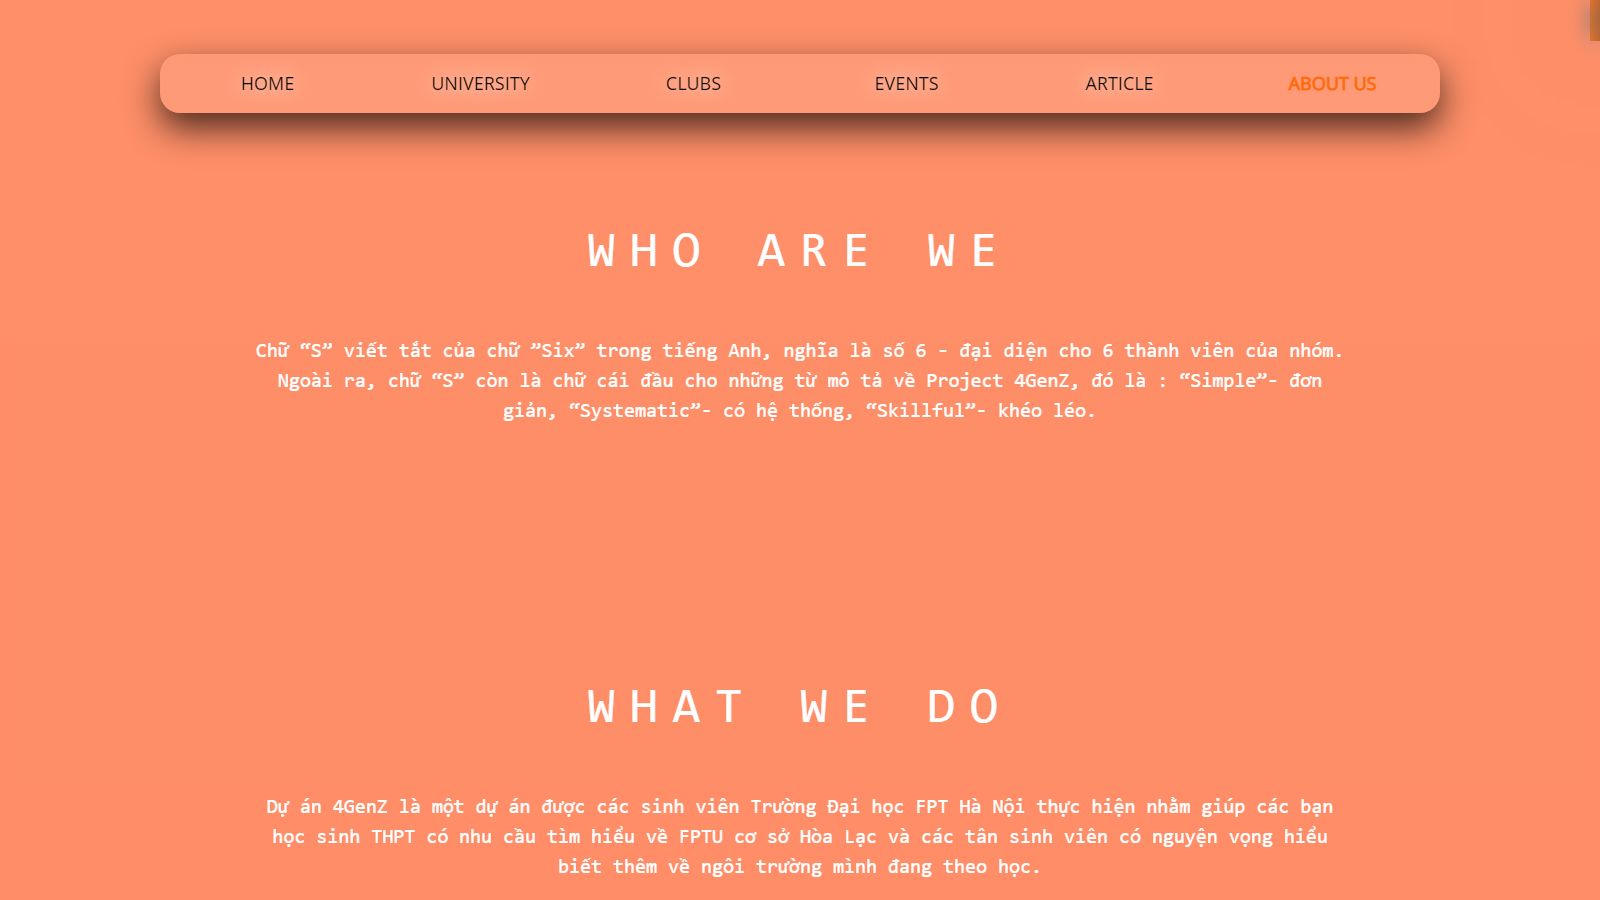 HOME UNIVERSITY CLUBS EVENTS ARTICLE ABOUT US
WHO ARE WE
Chữ “S” viết tắt của chữ ”Six” trong tiếng Anh, nghĩa là số 6 - đại diện cho 6 thành viên của nhóm.
Ngoài ra, chữ “S” còn là chữ cái đầu cho những từ mô tả về Project 4GenZ, đó là : “Simple”- đơn
giản, “Systematic”- có hệ thống, “Skillful”- khéo léo.
WHAT WE DO
Dự án 4GenZ là một dự án được các sinh viên Trường Đại học FPT Hà Nội thực hiện nhằm giúp các bạn
học sinh THPT có nhu cầu tìm hiểu về FPTU cơ sở Hòa Lạc và các tân sinh viên có nguyện vọng hiểu
biết thêm về ngôi trường mình đang theo học.